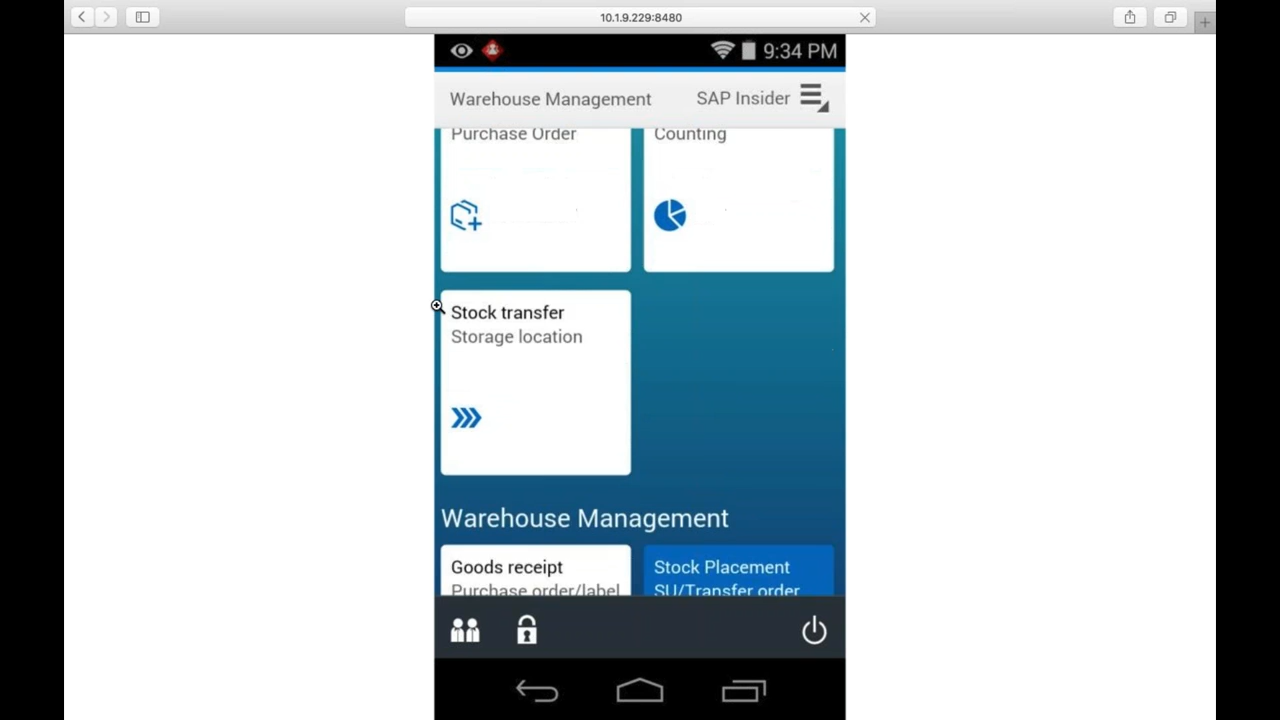 10.1.9.229:8480
9:34 PM
Warehouse Management SAP Insider
Purchase Order
Counting
Stock transfer
Storage location
Warehouse Management
Goods receipt
Purchase order/label
Stock Placement
SU/Transfer order